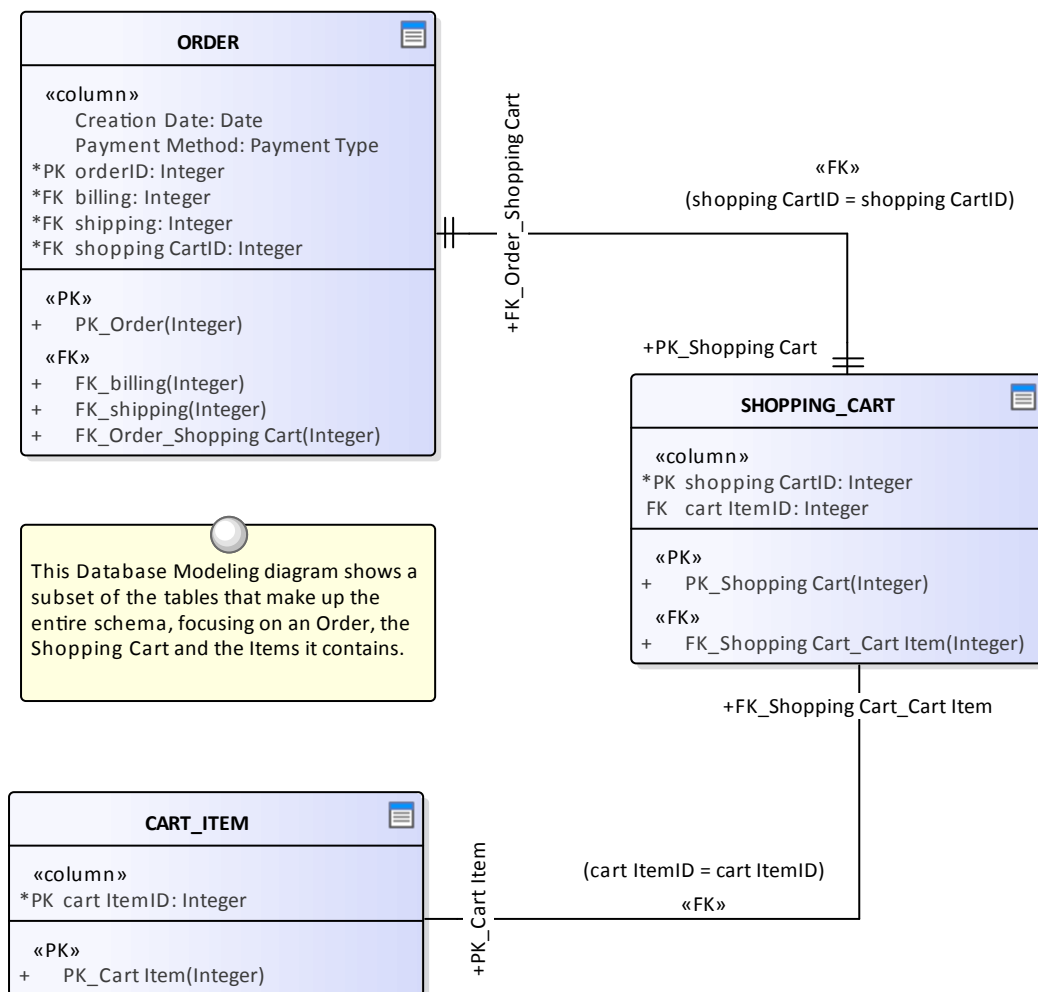 ORDER
«column»
Creation Date: Date
Payment Method: Payment Type
*PK orderID: Integer
*FK billing: Integer
*FK shipping: Integer
*FK shopping CartID: Integer
«PK»
+ PK_Order(Integer)
«FK»
+ FK_billing(Integer)
+ FK_shipping(Integer)
+ FK_Order_Shopping Cart(Integer)
+FK_Order_Shopping Cart
«FK»
(shopping CartID = shopping CartID)
+PK_Shopping Cart
SHOPPING_CART
«column»
*PK shopping CartID: Integer
FK cart ItemID: Integer
«PK»
+ PK_Shopping Cart(Integer)
«FK»
+ FK_Shopping Cart_Cart Item(Integer)
This Database Modeling diagram shows a
subset of the tables that make up the
entire schema, focusing on an Order, the
Shopping Cart and the Items it contains.
+FK_Shopping Cart_Cart Item
CART_ITEM
«column»
*PK cart ItemID: Integer
«PK»
+ PK_Cart Item(Integer)
+PK_Cart Item
(cart ItemID = cart ItemID)
«FK»